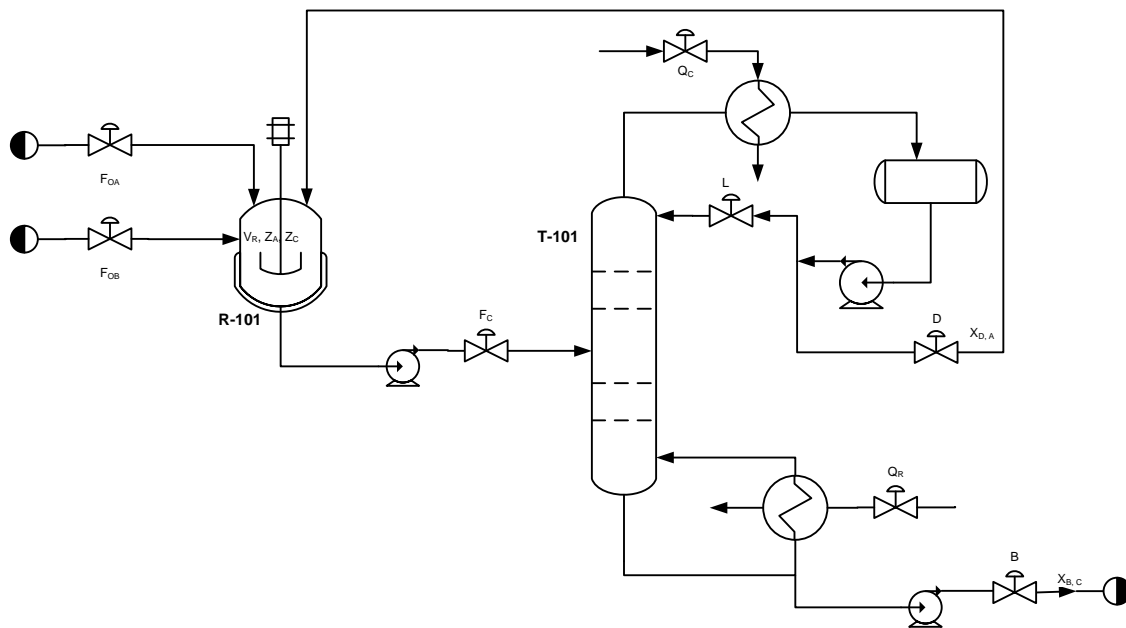 Q_C
F_OA
L
V_R, Z_A, Z_C
T-101
F_OB
R-101
F_C
D
X_D, A
Q_R
B
X_B, C